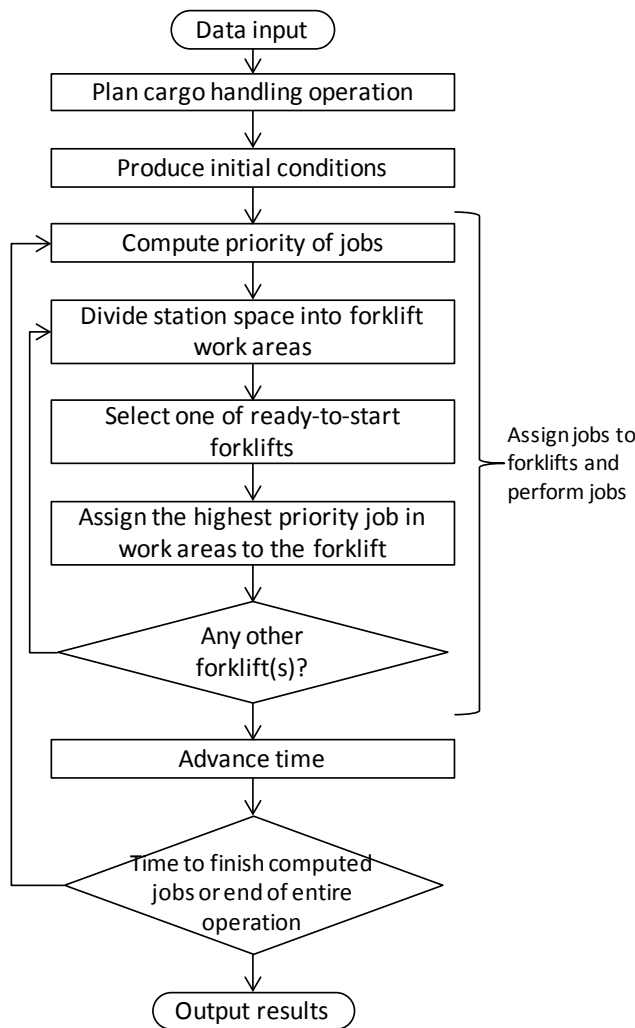 Data input
Plan cargo handling operation
Produce initial conditions
Compute priority of jobs
Divide station space into forklift
work areas
Select one of ready-to-start
forklifts
Assign the highest priority job in
work areas to the forklift
Any other
forklift(s)?
Assign jobs to
forklifts and
perform jobs
Advance time
Time to finish computed
jobs or end of entire
operation
Output results